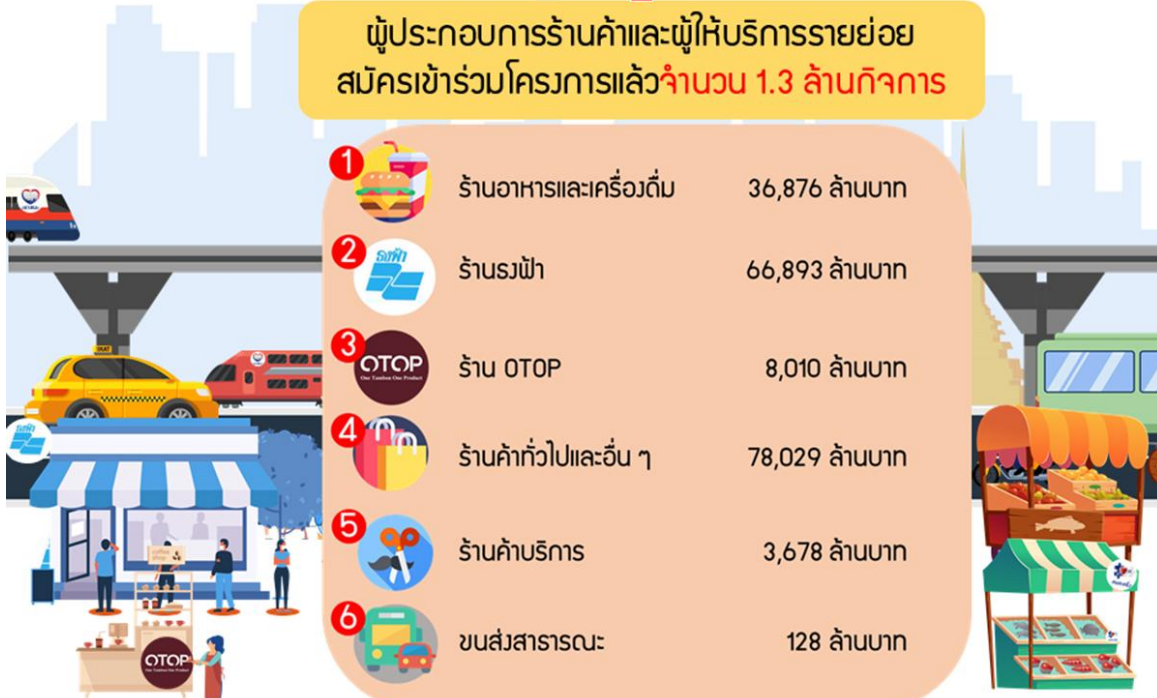 ผู้ประกอบการร้านค้าและผู้ให้บริการรายย่อย
สมัครเข้าร่วมโครงการแล้วจำนวน 1.3 ล้านกิจการ
1
ร้านอาหารและเครื่องดื่ม 36,876 ล้านบาท
2 ธงฟ้า
ร้านธงฟ้า 66,893 ล้านบาท
3
OTOP
One Tambon One Product
ร้าน OTOP 8,010 ล้านบาท
4
ร้านค้าทั่วไปและอื่น ๆ 78,029 ล้านบาท
5
ร้านค้าบริการ 3,678 ล้านบาท
6
ขนส่งสาธารณะ 128 ล้านบาท
TAXI
ธงฟ้า
coffee
shop
OTOP